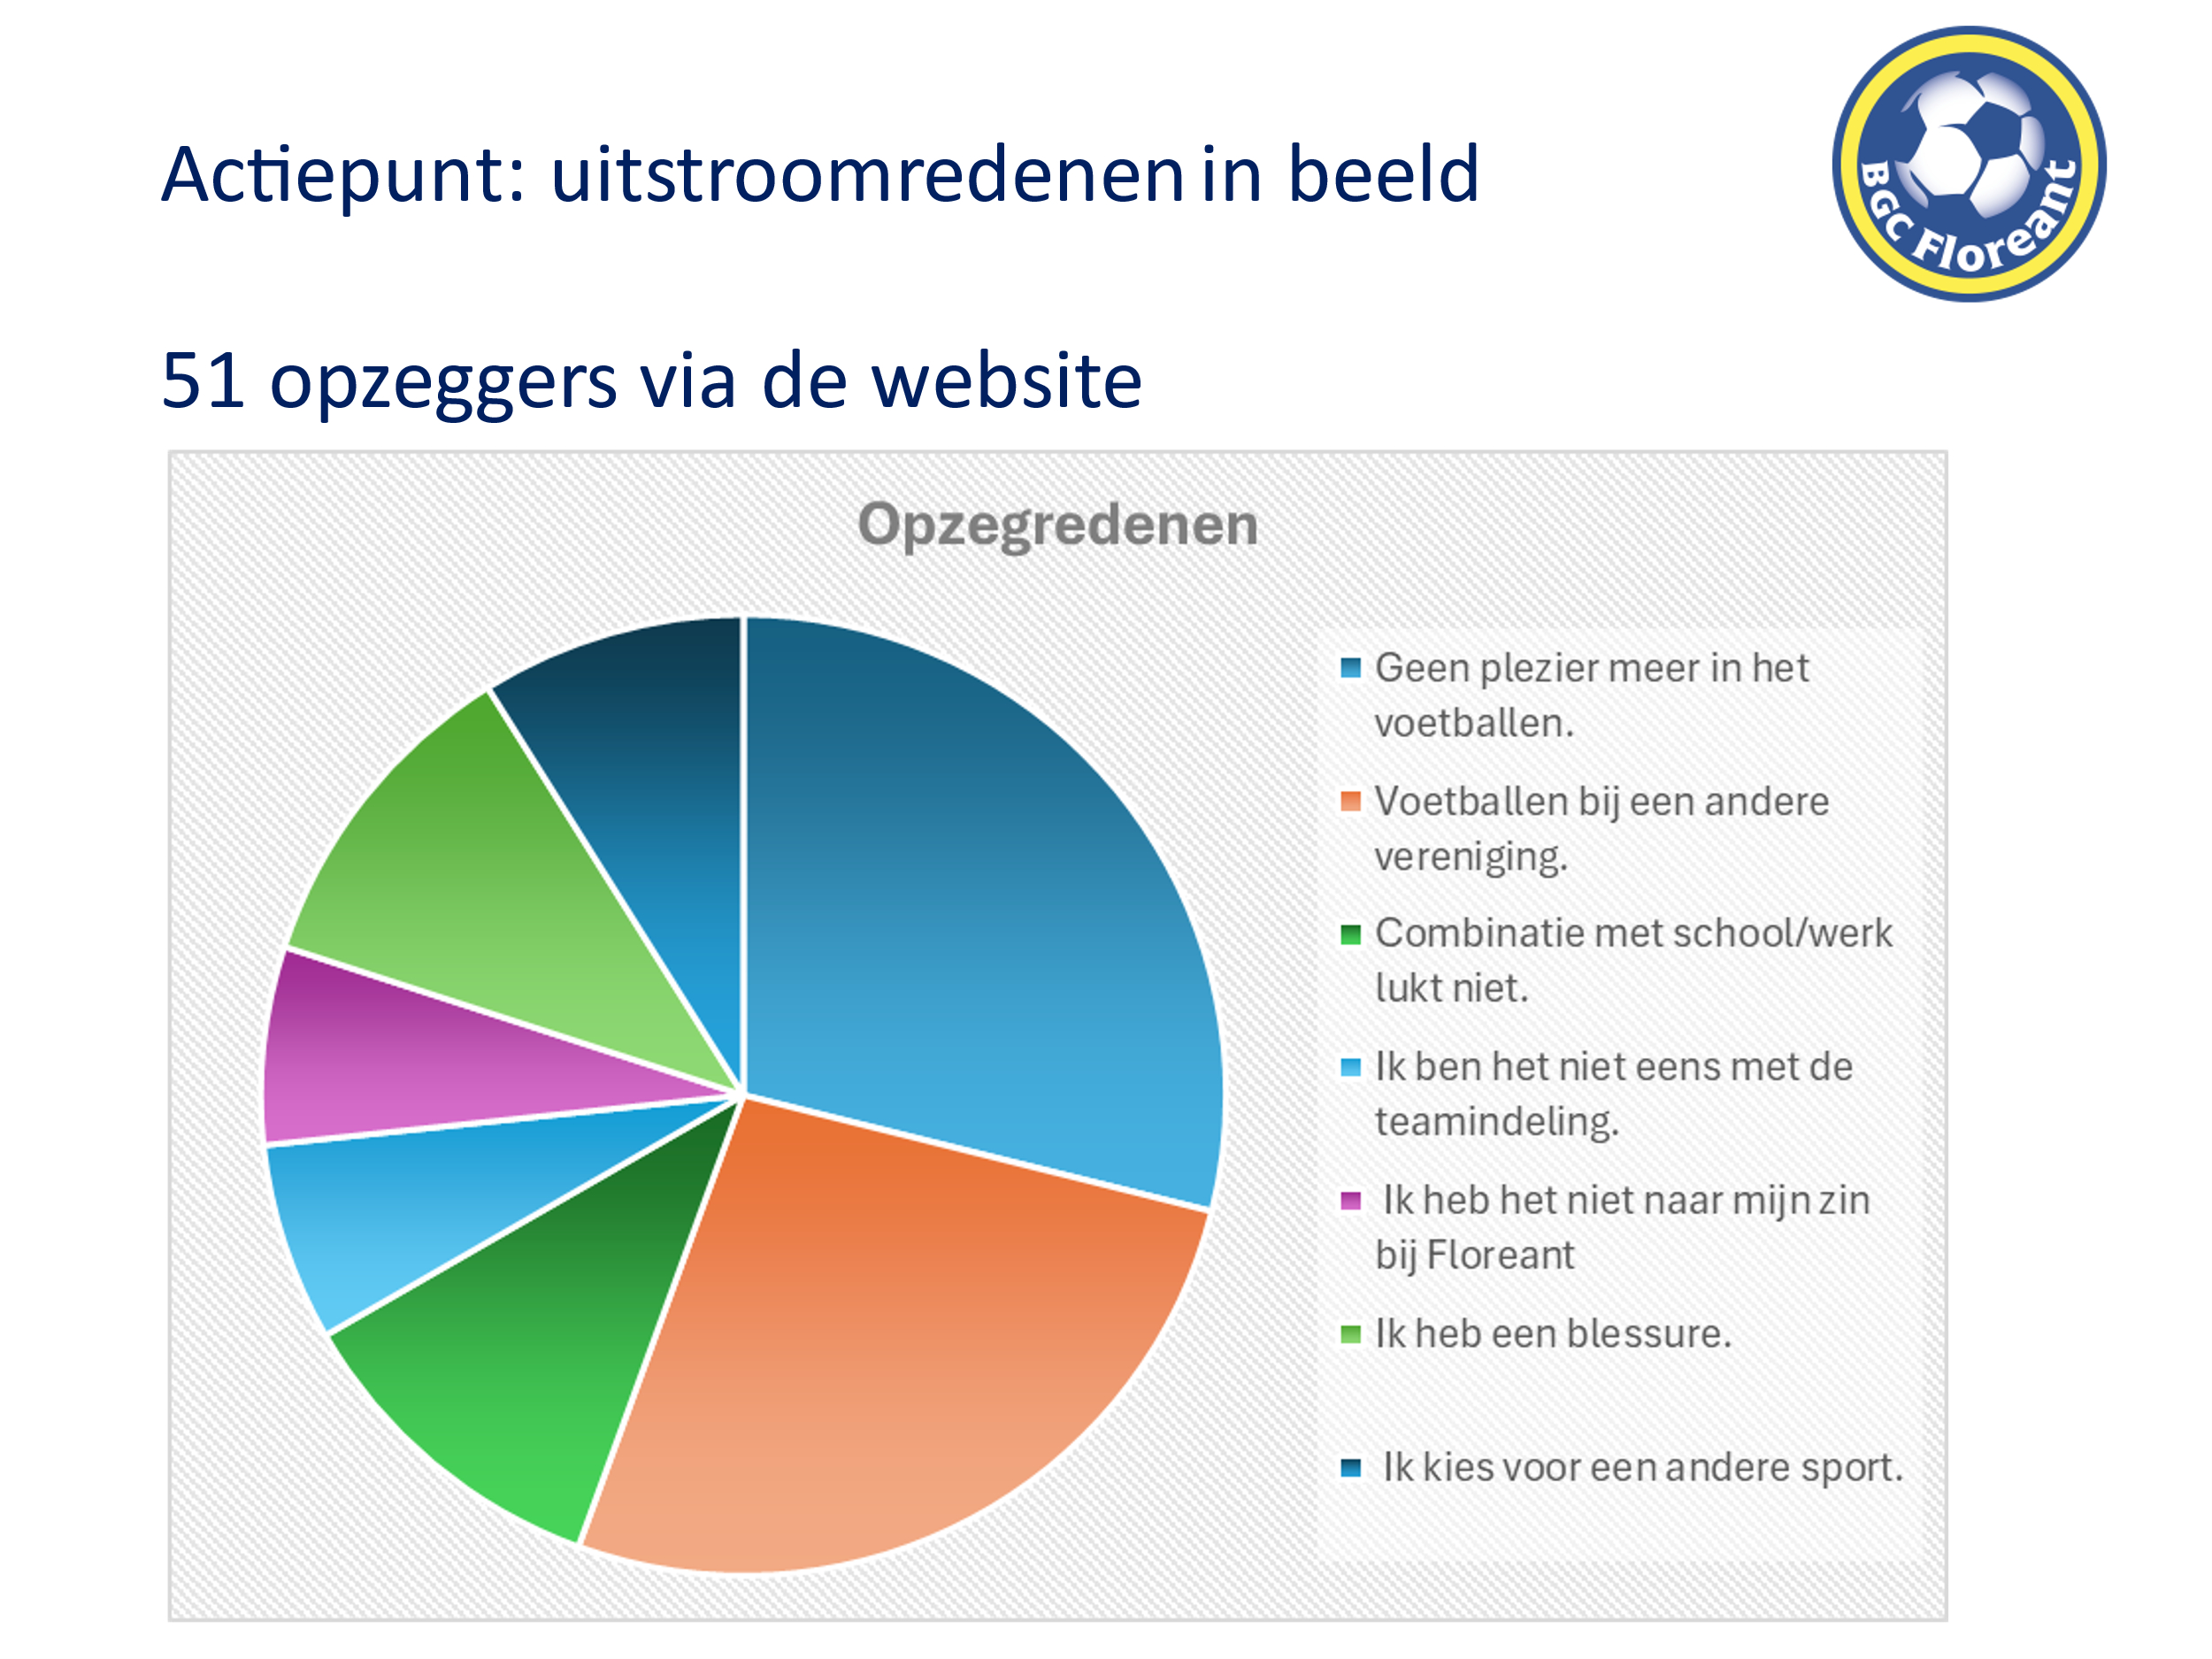 Actiepunt: uitstroomredenen in beeld
BGC Floreant
51 opzeggers via de website
Opzegredenen
Geen plezier meer in het
voetballen.
Voetballen bij een andere
vereniging.
Combinatie met school/werk
lukt niet.
Ik ben het niet eens met de
teamindeling.
Ik heb het niet naar mijn zin
bij Floreant
Ik heb een blessure.
Ik kies voor een andere sport.